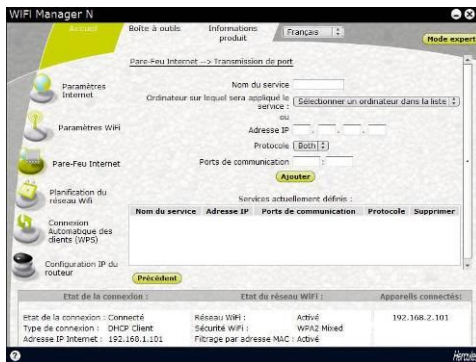 WiFi Manager N
Accueil
Boîte à outils
Informations produit
Français
Mode expert
Pare-Feu Internet --> Transmission de port
Paramètres Internet
Paramètres WiFi
Pare-Feu Internet
Planification du réseau Wifi
Connexion Automatique des clients (WPS)
Configuration IP du routeur
Nom du service
Ordinateur sur lequel sera appliqué le service :
Sélectionner un ordinateur dans la liste
ou
Adresse IP . . .
Protocole Both
Ports de communication :
Ajouter
Services actuellement définis :
Nom du service Adresse IP Ports de communication Protocole Supprimer
Précédent
Etat de la connexion : Etat du réseau WiFi : Appareils connectés:
Etat de la connexion : Connecté
Type de connexion : DHCP Client
Adresse IP Internet : 192.168.1.101
Réseau WiFi : Activé
Sécurité WiFi : WPA2 Mixed
Filtrage par adresse MAC : Activé
192.168.2.101
?
Hercules